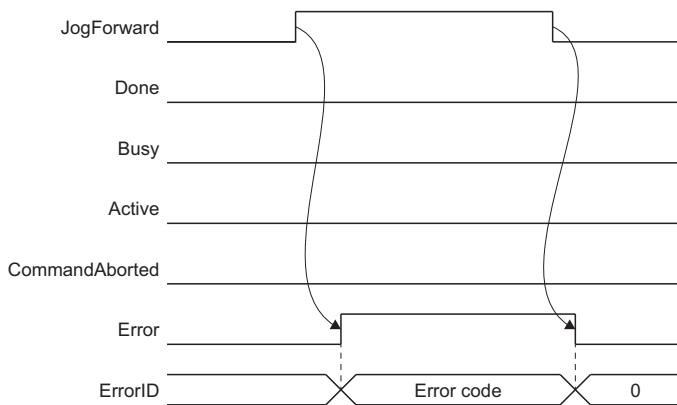 JogForward
Done
Busy
Active
CommandAborted
Error
ErrorID Error code 0